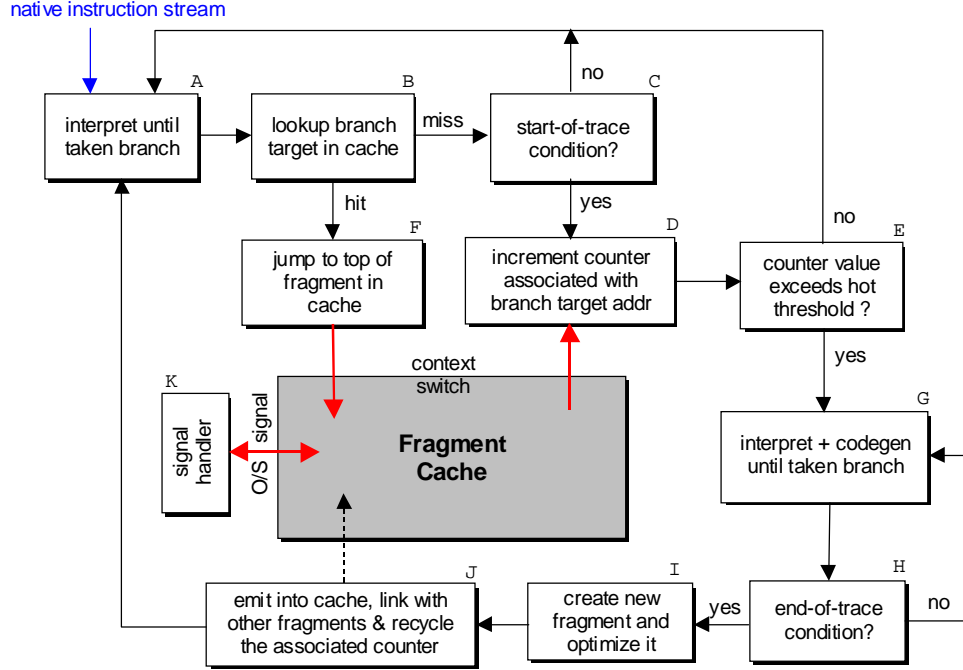 native instruction stream
A
interpret until
taken branch
B
lookup branch
target in cache
miss
hit
C
start-of-trace
condition?
no
yes
F
jump to top of
fragment in
cache
D
increment counter
associated with
branch target addr
no
E
counter value
exceeds hot
threshold ?
yes
context
switch
K
signal
handler
O/S signal
Fragment
Cache
G
interpret + codegen
until taken branch
H
end-of-trace
condition?
no
yes
I
create new
fragment and
optimize it
J
emit into cache, link with
other fragments & recycle
the associated counter